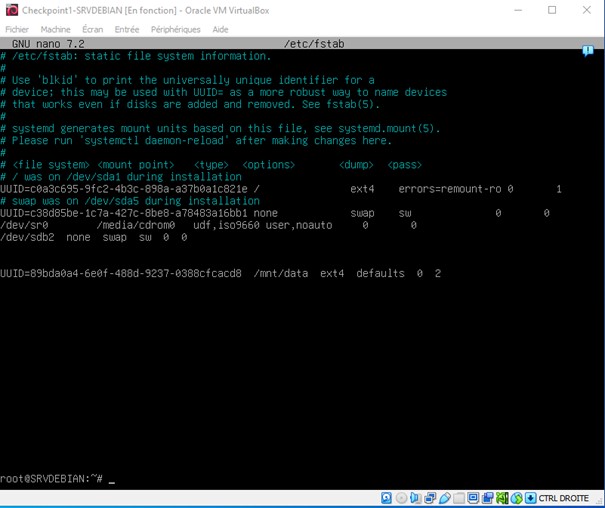 Checkpoint1-SRVDEBIAN [En fonction] - Oracle VM VirtualBox
Fichier Machine Écran Entrée Périphériques Aide
GNU nano 7.2 /etc/fstab
# /etc/fstab: static file system information.
#
# Use 'blkid' to print the universally unique identifier for a
# device; this may be used with UUID= as a more robust way to name devices
# that works even if disks are added and removed. See fstab(5).
#
# systemd generates mount units based on this file, see systemd.mount(5).
# Please run 'systemctl daemon-reload' after making changes here.
#
# <file system> <mount point> <type> <options> <dump> <pass>
# / was on /dev/sda1 during installation
UUID=c0a3c695-9fc2-4b3c-898a-a37b0a1c821e / ext4 errors=remount-ro 0 1
# swap was on /dev/sda5 during installation
UUID=c38d85be-1c7a-427c-8be8-a78483a16bb1 none swap sw 0 0
/dev/sr0 /media/cdrom0 udf,iso9660 user,noauto 0 0
/dev/sdb2 none swap sw 0 0
UUID=89bda0a4-6e0f-488d-9237-0388cfcacd8 /mnt/data ext4 defaults 0 2
root@SRVDEBIAN:~# _
CTRL DROITE